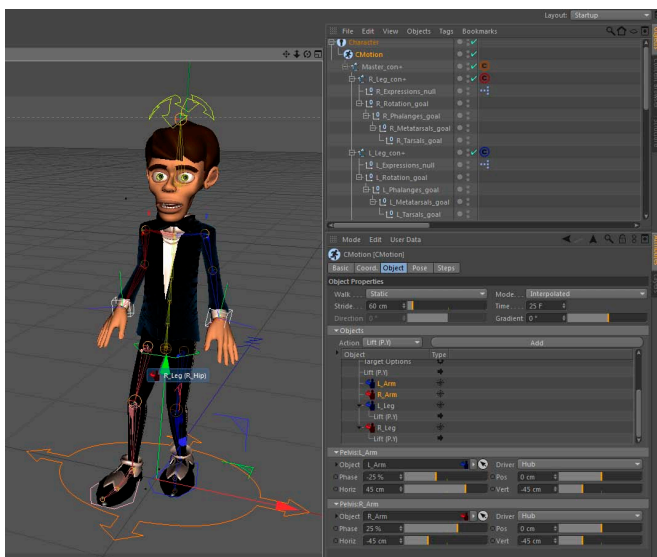 Layout: Startup
File Edit View Objects Tags Bookmarks
Character
CMotion
Master_con+
R_Leg_con+
R_Expressions_null
R_Rotation_goal
R_Phalanges_goal
R_Metatarsals_goal
R_Tarsals_goal
L_Leg_con+
L_Expressions_null
L_Rotation_goal
L_Phalanges_goal
L_Metatarsals_goal
L_Tarsals_goal
Mode Edit User Data
CMotion [CMotion]
Basic Coord. Object Pose Steps
Object Properties
Walk Static Mode Interpolated
Stride 60 cm Time 25 F
Direction 0 ° Gradient 0 °
Objects
Action Lift (P.Y) Add
Object Type
Target Options
Lift (P.Y)
L_Arm
R_Arm
L_Leg
Lift (P.Y)
R_Leg
Lift (P.Y)
R_Leg (R_Hip)
Pelvis:L_Arm
Object L_Arm Driver Hub
Phase -25 % Pos 0 cm
Horiz 45 cm Vert -45 cm
Pelvis:R_Arm
Object R_Arm Driver Hub
Phase 25 % Pos 0 cm
Horiz -45 cm Vert -45 cm